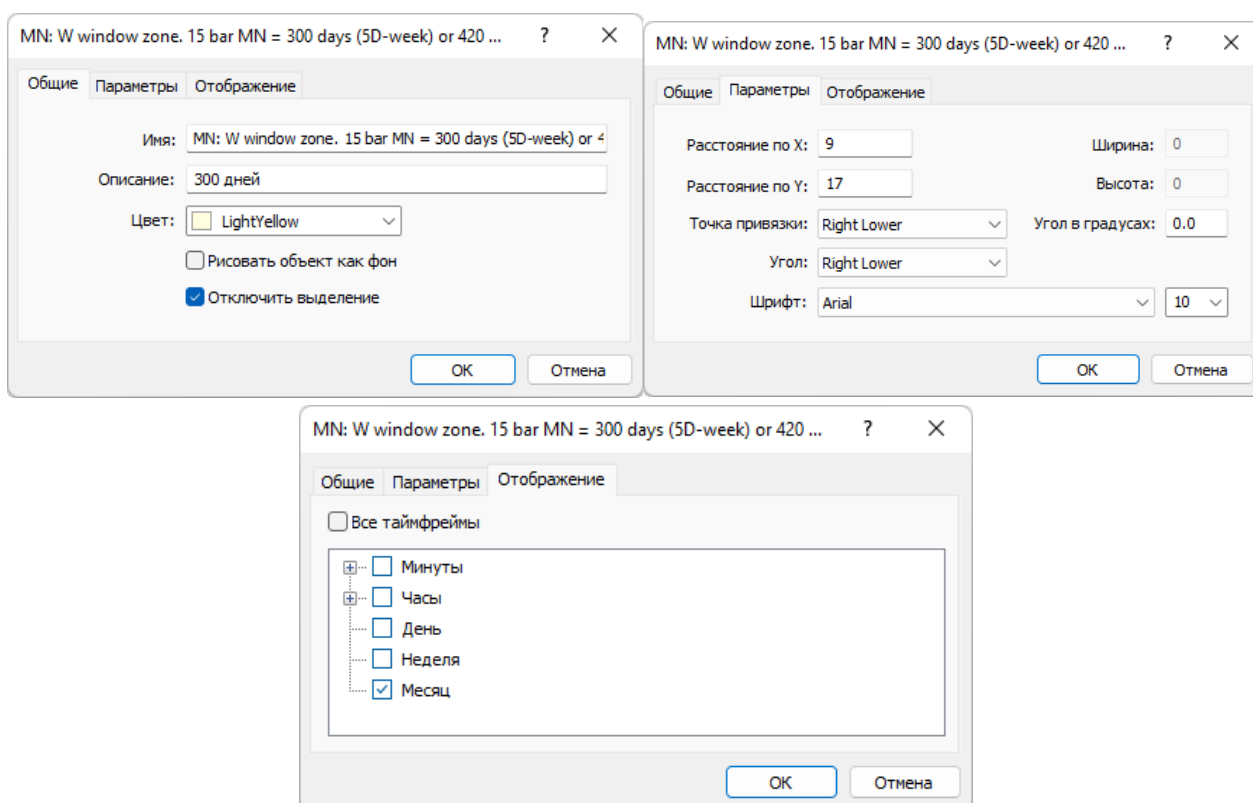 MN: W window zone. 15 bar MN = 300 days (5D-week) or 420 ... ?
Общие Параметры Отображение
Имя: MN: W window zone. 15 bar MN = 300 days (5D-week) or 4
Описание: 300 дней
Цвет: LightYellow
Рисовать объект как фон
Отключить выделение
OK Отмена
MN: W window zone. 15 bar MN = 300 days (5D-week) or 420 ... ?
Общие Параметры Отображение
Расстояние по X: 9 Ширина: 0
Расстояние по Y: 17 Высота: 0
Точка привязки: Right Lower Угол в градусах: 0.0
Угол: Right Lower
Шрифт: Arial 10
OK Отмена
MN: W window zone. 15 bar MN = 300 days (5D-week) or 420 ... ?
Общие Параметры Отображение
Все таймфреймы
Минуты
Часы
День
Неделя
Месяц
OK Отмена